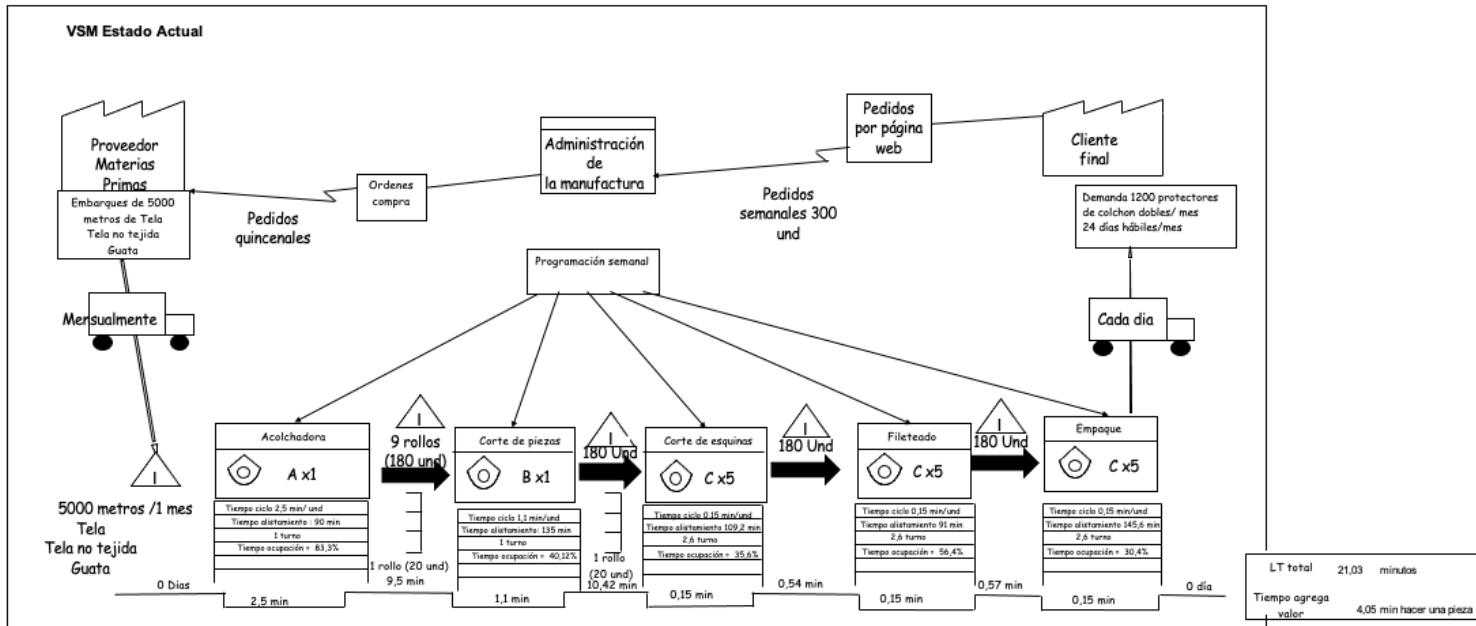 VSM Estado Actual
Proveedor
Materias
Primas
Embarques de 5000
metros de Tela
Tela no tejida
Guata
Pedidos
quincenales
Ordenes
compra
Administración
de
la manufactura
Pedidos
por página
web
Pedidos
semanales 300
und
Cliente
final
Demanda 1200 protectores
de colchon dobles/ mes
24 días hábiles/mes
Programación semanal
Mensualmente
Cada dia
I
5000 metros /1 mes
Tela
Tela no tejida
Guata
Acolchadora
A x1
Tiempo ciclo 2,5 min/ und
Tiempo alistamiento : 90 min
1 turno
Tiempo ocupación = 83,3%
I
9 rollos
(180 und)
1 rollo (20 und)
9,5 min
Corte de piezas
B x1
Tiempo ciclo 1,1 min/und
Tiempo alistamiento: 135 min
1 turno
Tiempo ocupación = 40,12%
I
180 Und
1 rollo
(20 und)
10,42 min
Corte de esquinas
C x5
Tiempo ciclo 0.15 min/und
Tiempo alistamiento 109,2 min
2,6 turno
Tiempo ocupación = 35,6%
I
180 Und
0,54 min
Fileteado
C x5
Tiempo ciclo 0,15 min/und
Tiempo alistamiento 91 min
2,6 turno
Tiempo ocupación = 56,4%
I
180 Und
0,57 min
Empaque
C x5
Tiempo ciclo 0,15 min/und
Tiempo alistamiento 145,6 min
2,6 turno
Tiempo ocupación = 30,4%
0 Dias
2,5 min
1,1 min
0,15 min
0,15 min
0,15 min
0 día
LT total 21,03 minutos
Tiempo agrega
valor 4,05 min hacer una pieza